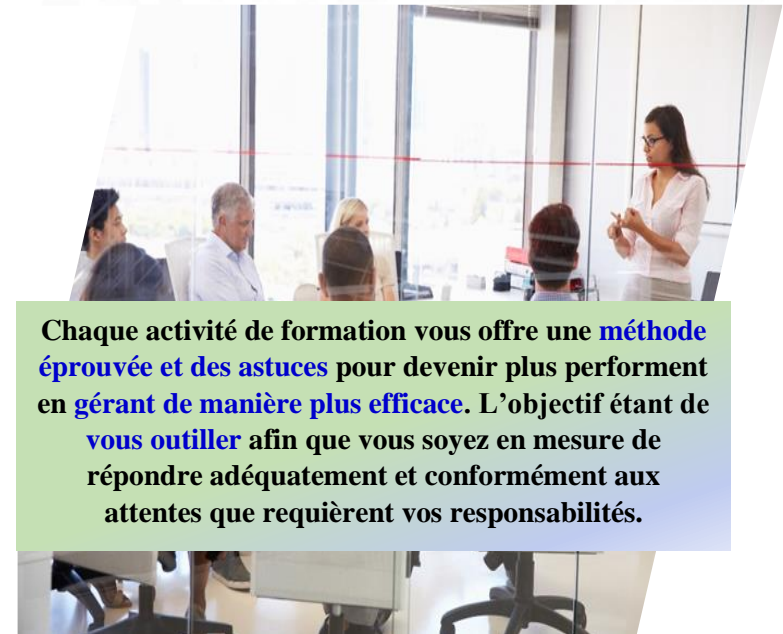 Chaque activité de formation vous offre une méthode
éprouvée et des astuces pour devenir plus performent
en gérant de manière plus efficace. L’objectif étant de
vous outiller afin que vous soyez en mesure de
répondre adéquatement et conformément aux
attentes que requièrent vos responsabilités.